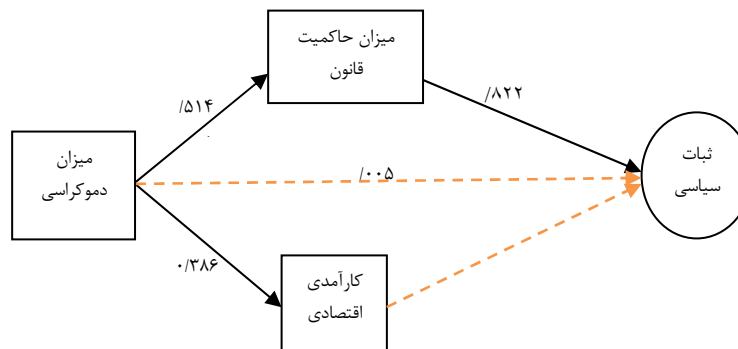 میزان حاکمیت
قانون
/۵۱۴
/۸۲۲
میزان
دموکراسی
/۰۰۵
ثبات
سیاسی
۰/۳۸۶
کارآمدی
اقتصادی